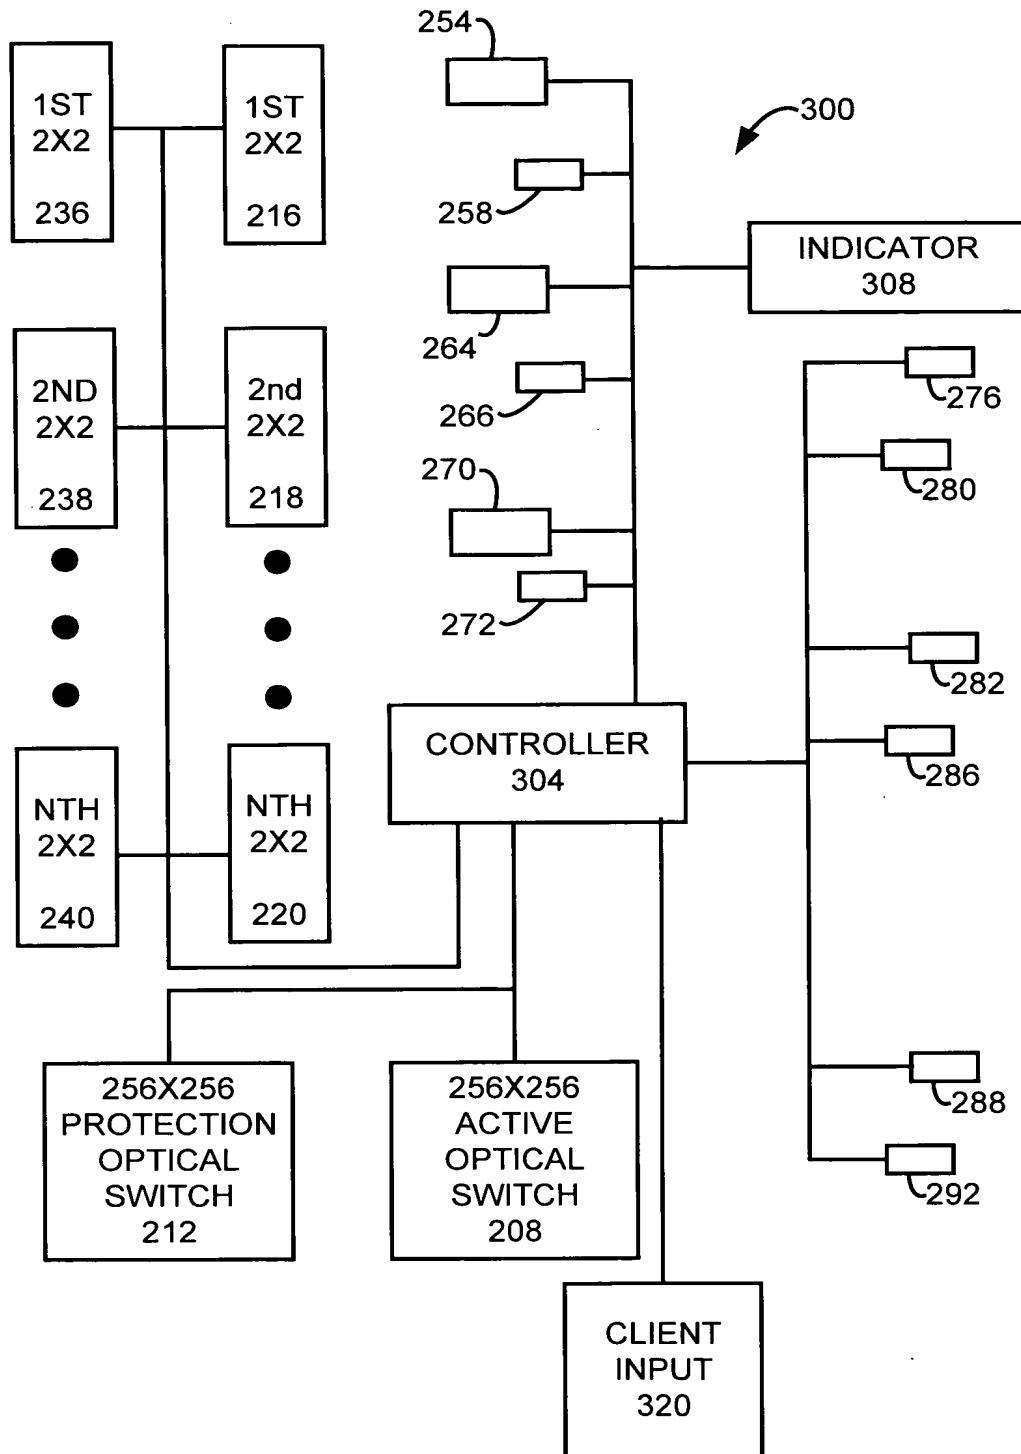 254
300
1ST
2X2
236
1ST
2X2
216
258
INDICATOR
308
264
276
2ND
2X2
238
2nd
2X2
218
266
270
280
272
282
CONTROLLER
304
286
NTH
2X2
240
NTH
2X2
220
288
256X256
PROTECTION
OPTICAL
SWITCH
212
256X256
ACTIVE
OPTICAL
SWITCH
208
292
CLIENT
INPUT
320